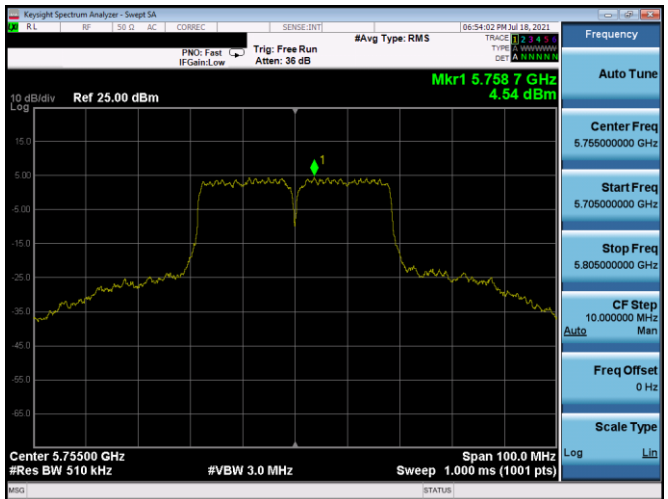 Keysight Spectrum Analyzer - Swept SA
RL RF 50 Ω AC CORREC SENSE:INT 06:54:02 PM Jul 18, 2021
#Avg Type: RMS TRACE 1 2 3 4 5 6
PNO: Fast Trig: Free Run TYPE A WWWWW
IFGain:Low Atten: 36 dB DET A N N N N N
Mkr1 5.758 7 GHz
10 dB/div Ref 25.00 dBm 4.54 dBm
Log
15.0
5.00
1
-5.00
-15.0
-25.0
-35.0
-45.0
-55.0
-65.0
Center 5.75500 GHz Span 100.0 MHz
#Res BW 510 kHz #VBW 3.0 MHz Sweep 1.000 ms (1001 pts)
MSG STATUS
Frequency
Auto Tune
Center Freq
5.755000000 GHz
Start Freq
5.705000000 GHz
Stop Freq
5.805000000 GHz
CF Step
10.000000 MHz
Auto Man
Freq Offset
0 Hz
Scale Type
Log Lin